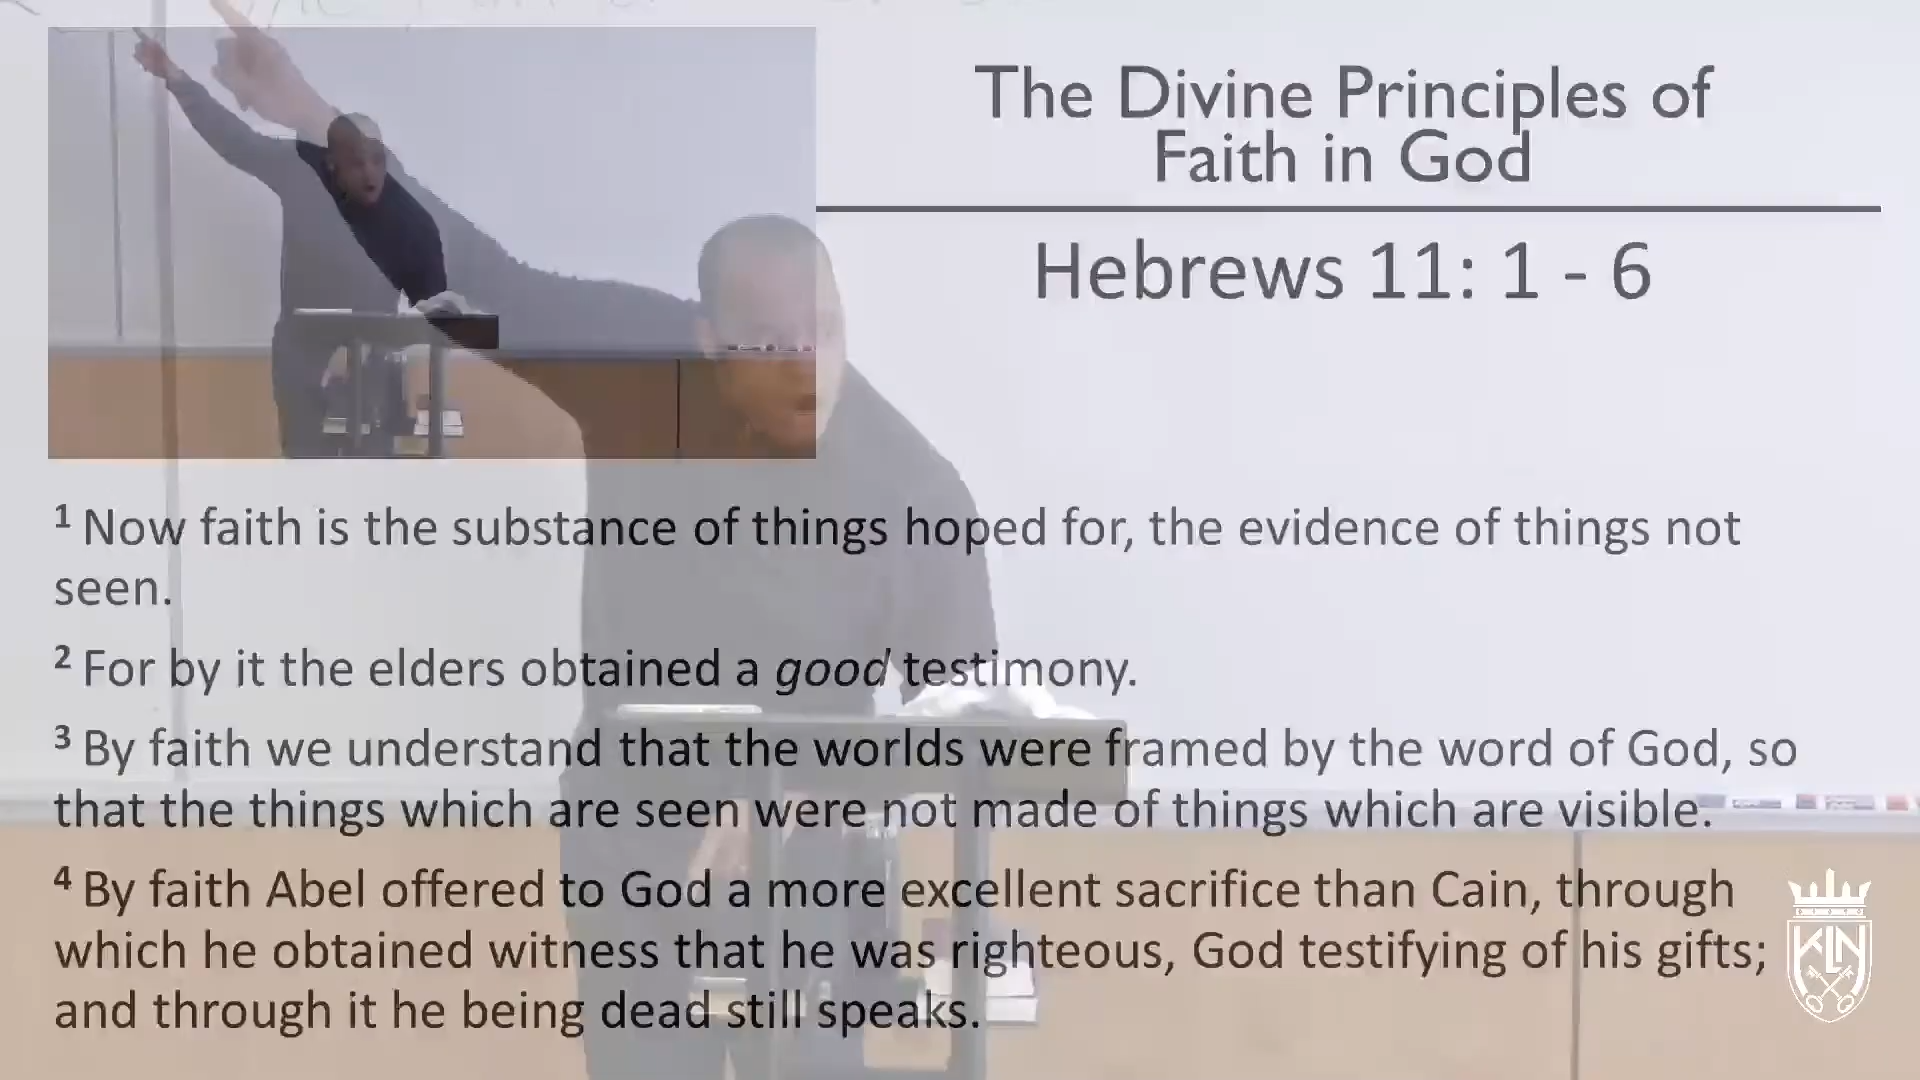 The Divine Principles of
Faith in God
Hebrews 11: 1 - 6
1 Now faith is the substance of things hoped for, the evidence of things not
seen.
2 For by it the elders obtained a good testimony.
3 By faith we understand that the worlds were framed by the word of God, so
that the things which are seen were not made of things which are visible.
4 By faith Abel offered to God a more excellent sacrifice than Cain, through
which he obtained witness that he was righteous, God testifying of his gifts;
and through it he being dead still speaks.
KLN